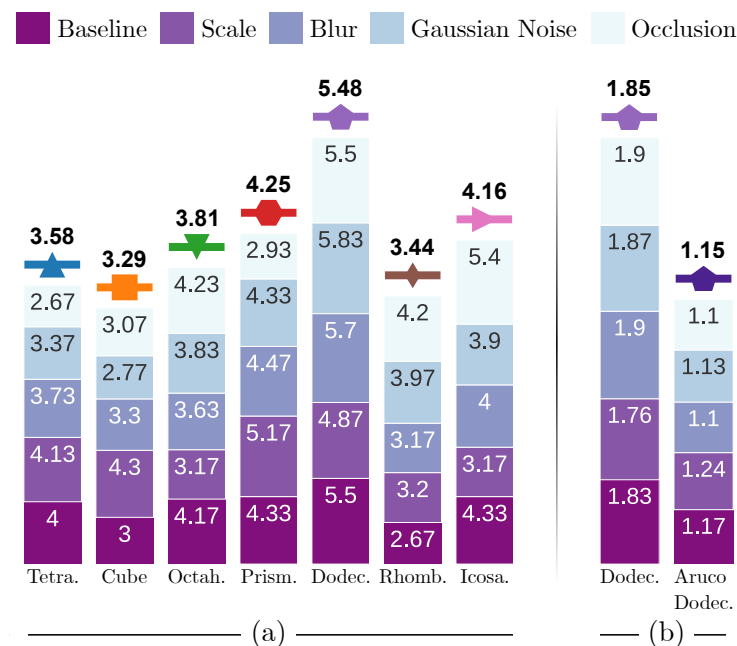 Baseline Scale Blur Gaussian Noise Occlusion
5.48 1.85
5.5 1.9
4.25 4.16
3.81 5.83 1.87
3.58 3.29 2.93 3.44 5.4 1.15
2.67 3.07 4.23 4.33 5.7 4.2 3.9 1.9 1.1
3.37 2.77 3.83 4.47 3.97 1.13
3.73 3.3 3.63 5.17 4.87 3.17 4 1.76 1.1
4.13 4.3 3.17 3.2 3.17 1.24
4 3 4.17 4.33 5.5 2.67 4.33 1.83 1.17
Tetra. Cube Octah. Prism. Dodec. Rhomb. Icosa. Dodec. Aruco
Dodec.
(a) (b)